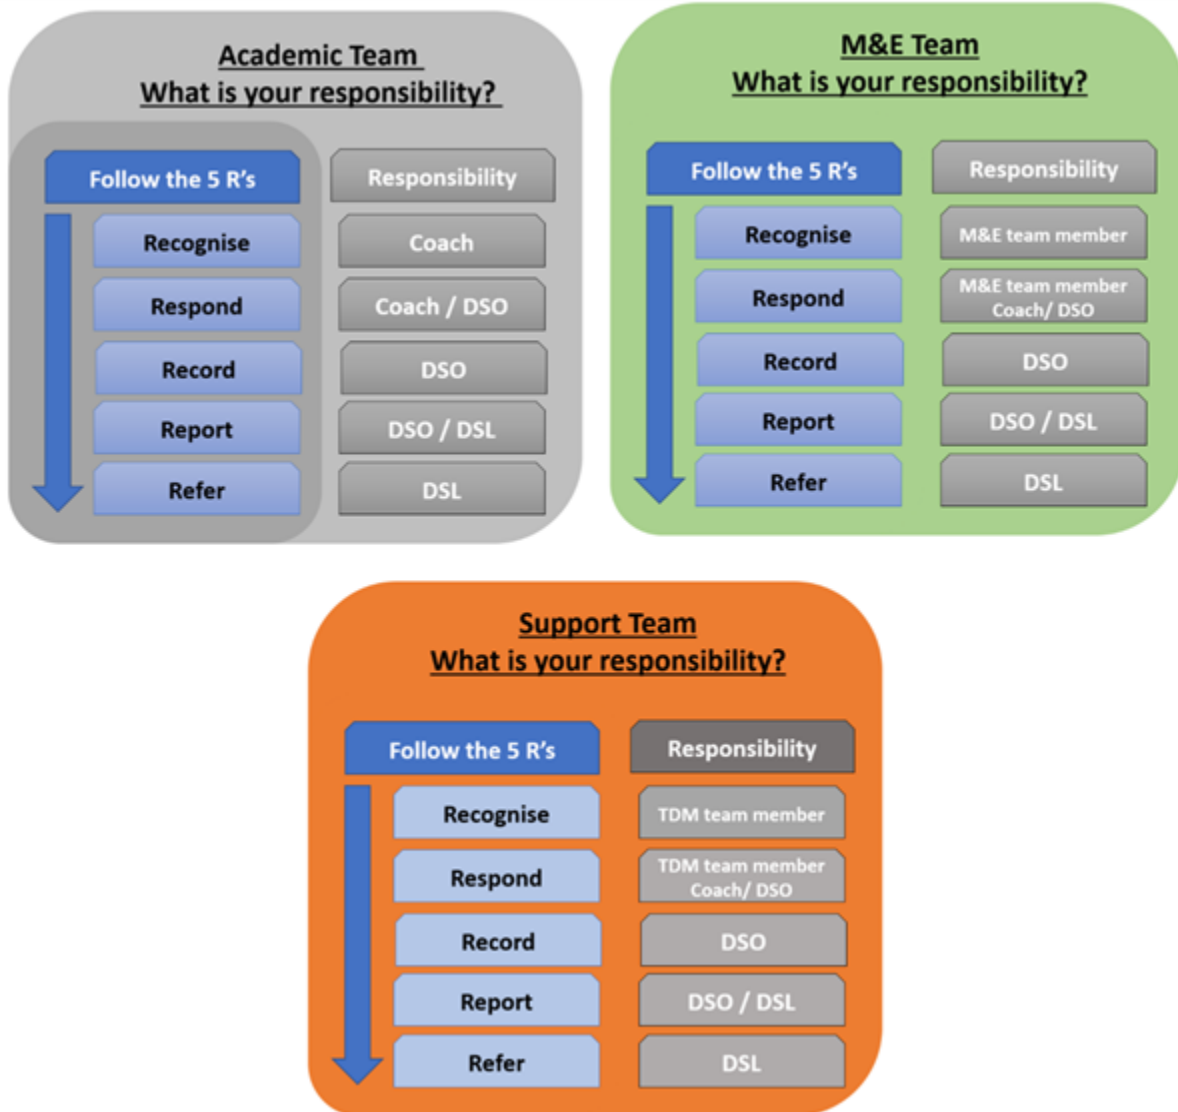 Academic Team
What is your responsibility?
Follow the 5 R's
Responsibility
Recognise
Coach
Respond
Coach / DSO
Record
DSO
Report
DSO / DSL
Refer
DSL
M&E Team
What is your responsibility?
Follow the 5 R's
Responsibility
Recognise
M&E team member
Respond
M&E team member
Coach/ DSO
Record
DSO
Report
DSO / DSL
Refer
DSL
Support Team
What is your responsibility?
Follow the 5 R's
Responsibility
Recognise
TDM team member
Respond
TDM team member
Coach/ DSO
Record
DSO
Report
DSO / DSL
Refer
DSL